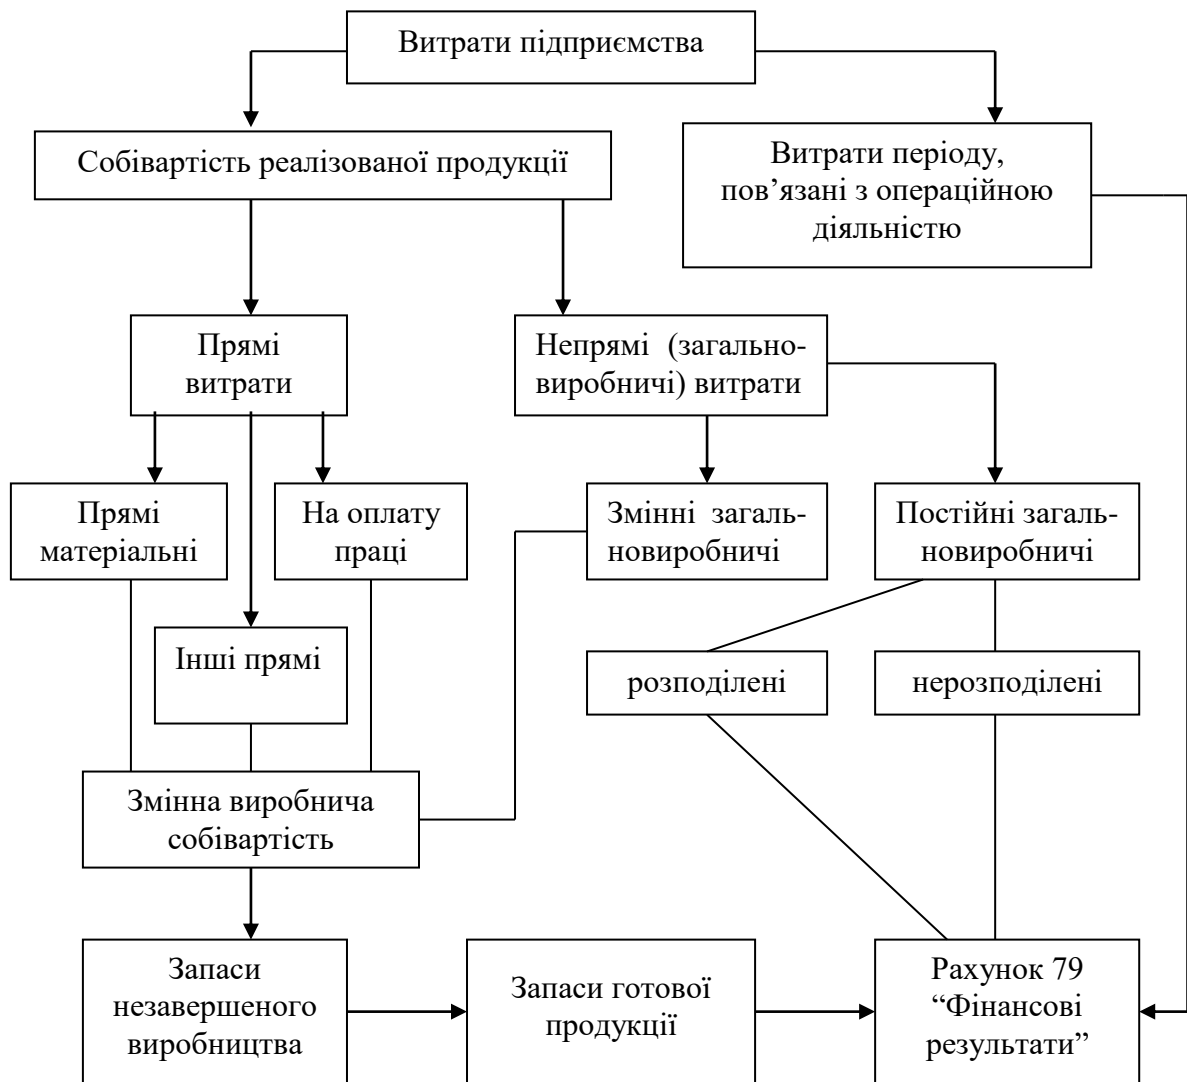 Витрати підприємства
Собівартість реалізованої продукції
Витрати періоду,
пов’язані з операційною
діяльністю
Прямі
витрати
Непрямі (загально-
виробничі) витрати
Прямі
матеріальні
На оплату
праці
Змінні загаль-
новиробничі
Постійні загаль-
новиробничі
Інші прямі
розподілені
нерозподілені
Змінна виробнича
собівартість
Запаси
незавершеного
виробництва
Запаси готової
продукції
Рахунок 79
“Фінансові
результати”